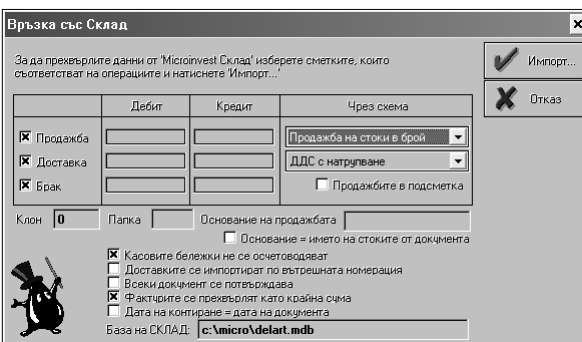 Връзка със Склад
За да прехвърлите данни от 'Microinvest Склад' изберете сметките, които
съответстват на операциите и натиснете 'Импорт...'
Импорт...
Отказ
Дебит Кредит Чрез схема
Продажба Продажба на стоки в брой
Доставка ДДС с натрупване
Брак Продажбите в подсметка
Клон 0 Папка Основание на продажбата
Основание = името на стоките от документа
Касовите бележки не се осчетоводяват
Доставките се импортират по вътрешната номерация
Всеки документ се потвърждава
Фактурите се прехвърлят като крайна сума
Дата на контиране = дата на документа
База на СКЛАД: c:\micro\delart.mdb